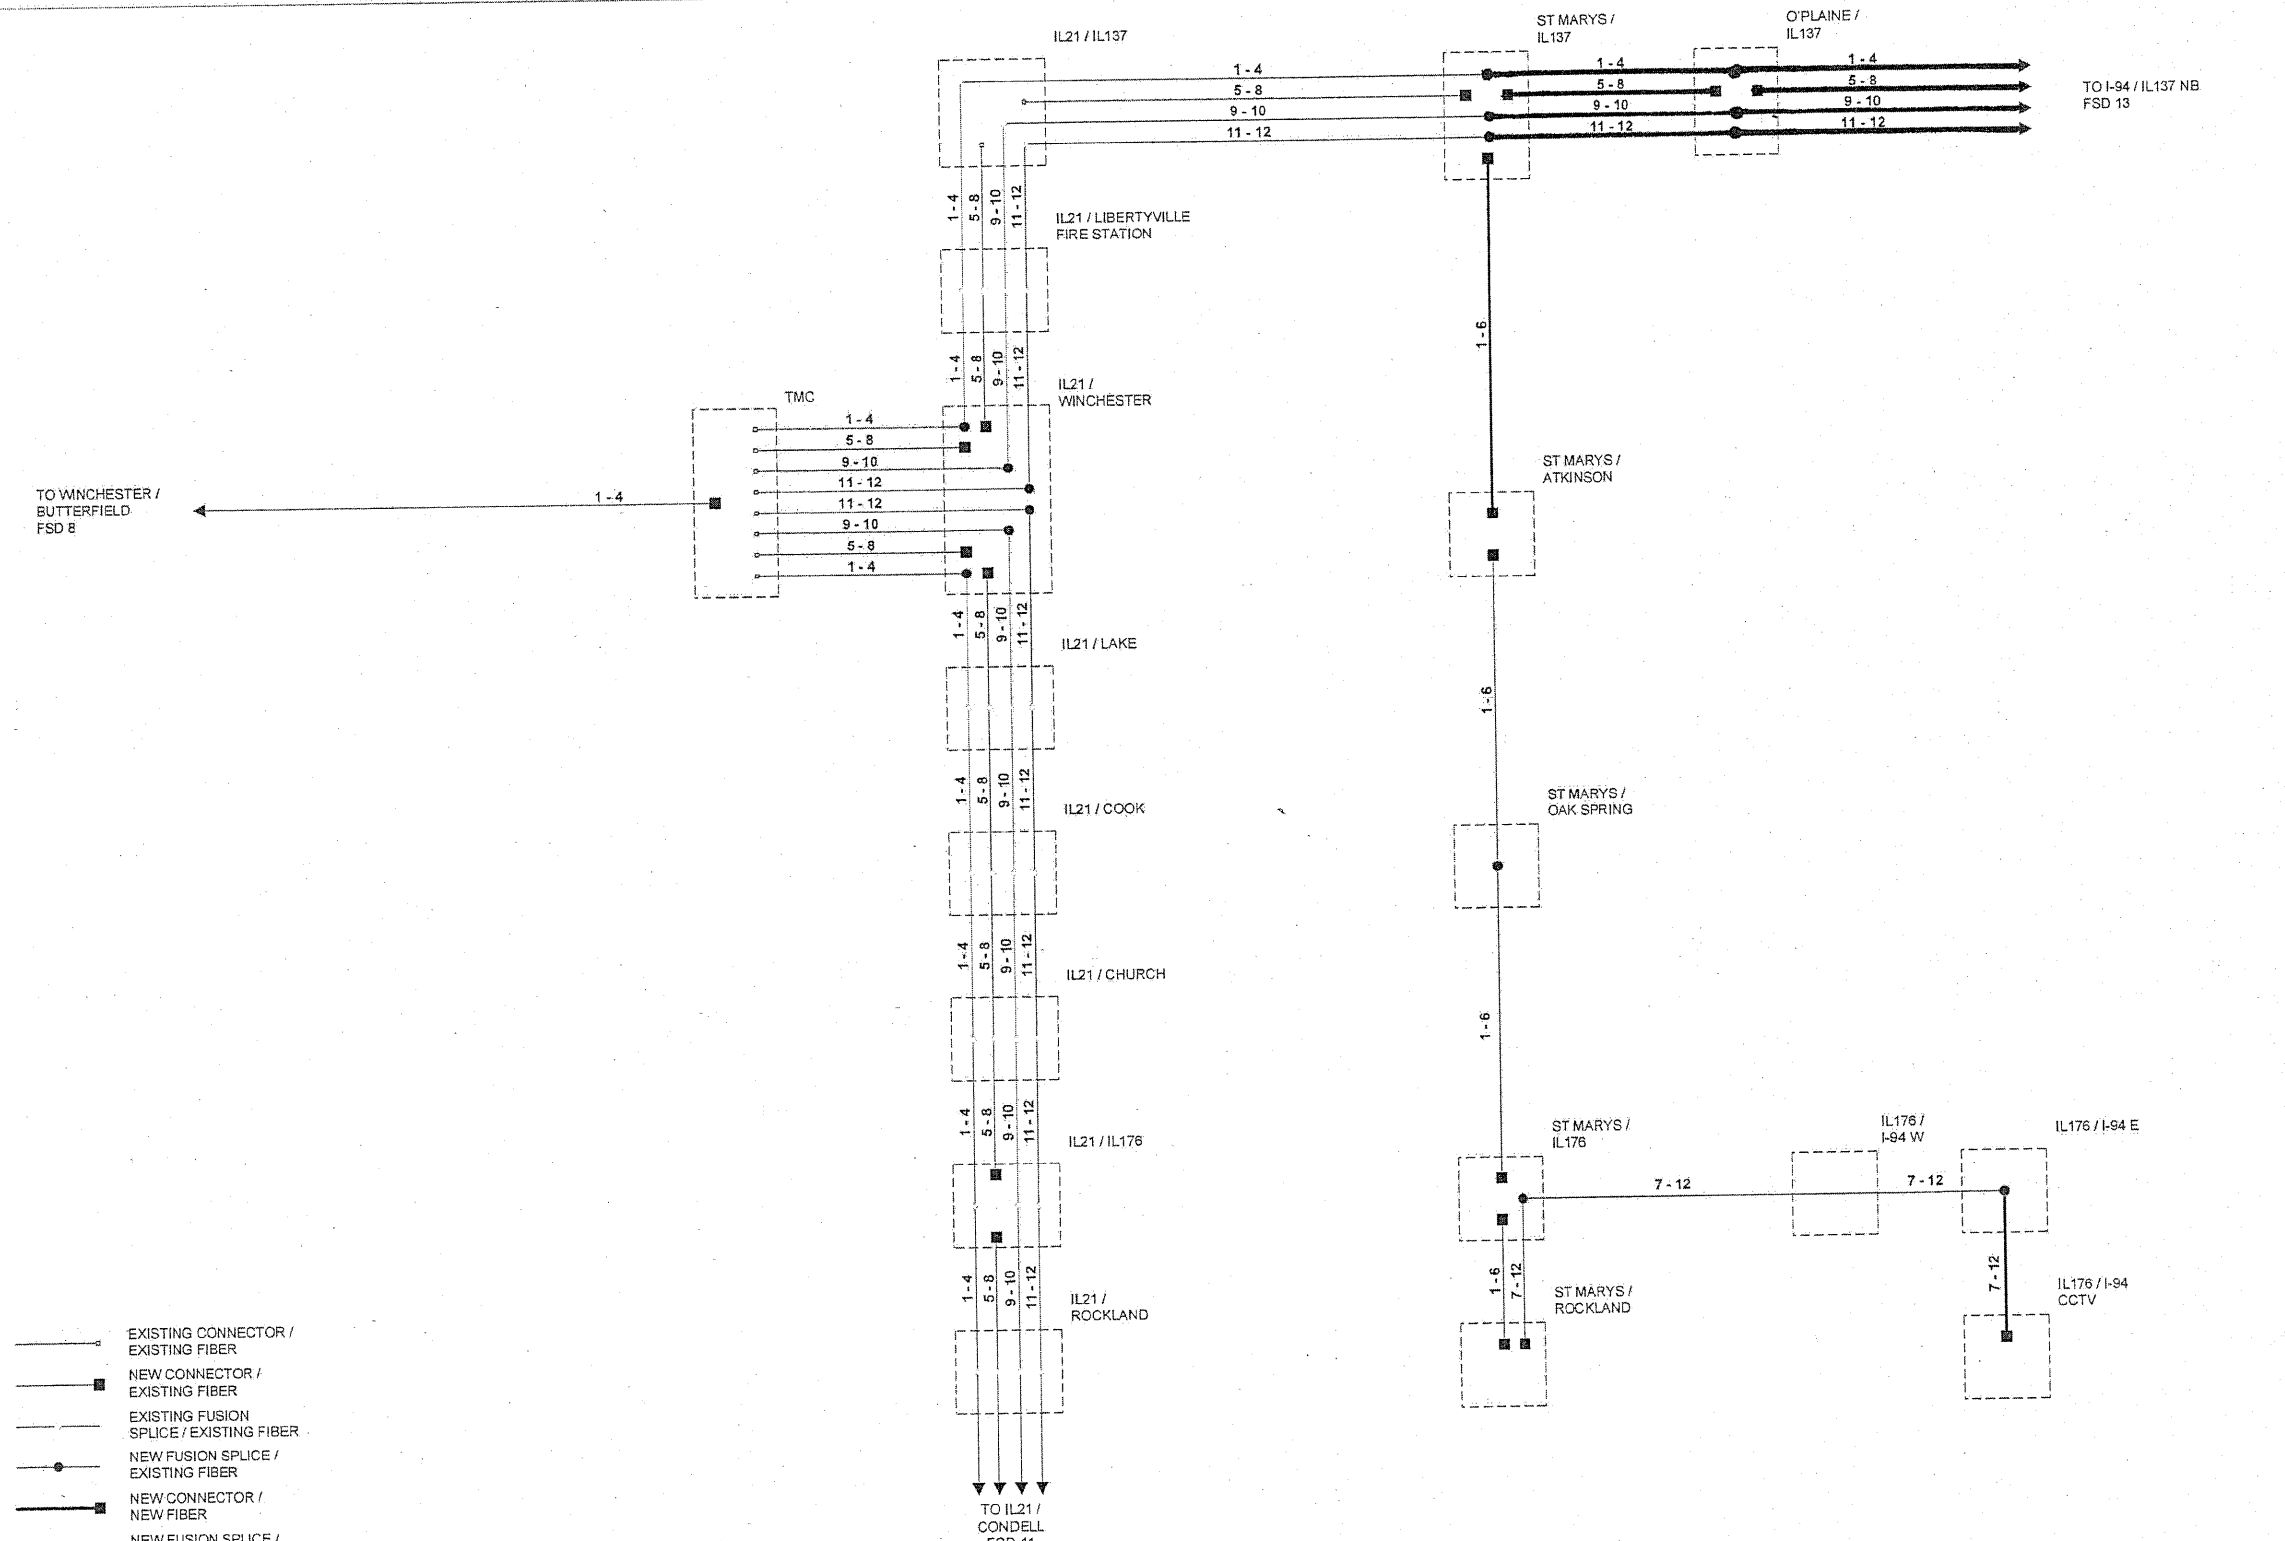 O'PLAINE /
IL137
ST MARYS /
IL137
IL21 / IL137
1 - 4
1 - 4
1 - 4
5 - 8
5 - 8
5 - 8
9 - 10
9 - 10
9 - 10
11 - 12
11 - 12
11 - 12
TO I-94 / IL137 NB
FSD 13
1 - 4
5 - 8
9 - 10
11 - 12
IL21 / LIBERTYVILLE
FIRE STATION
1 - 6
1 - 4
5 - 8
9 - 10
11 - 12
IL21 /
WINCHESTER
TMC
1 - 4
5 - 8
9 - 10
11 - 12
11 - 12
9 - 10
5 - 8
1 - 4
TO WINCHESTER /
BUTTERFIELD
FSD 8
1 - 4
ST MARYS /
ATKINSON
1 - 4
5 - 8
9 - 10
11 - 12
IL21 / LAKE
1 - 6
1 - 4
5 - 8
9 - 10
11 - 12
IL21 / COOK
ST MARYS /
OAK SPRING
1 - 4
5 - 8
9 - 10
11 - 12
IL21 / CHURCH
1 - 6
1 - 4
5 - 8
9 - 10
11 - 12
IL21 / IL176
ST MARYS /
IL176
IL176 /
I-94 W
IL176 / I-94 E
7 - 12
7 - 12
1 - 4
5 - 8
9 - 10
11 - 12
IL21 /
ROCKLAND
1 - 6
7 - 12
ST MARYS /
ROCKLAND
7 - 12
IL176 / I-94
CCTV
EXISTING CONNECTOR /
EXISTING FIBER
NEW CONNECTOR /
EXISTING FIBER
EXISTING FUSION
SPLICE / EXISTING FIBER
NEW FUSION SPLICE /
EXISTING FIBER
NEW CONNECTOR /
NEW FIBER
NEW FUSION SPLICE /
TO IL21 /
CONDELL